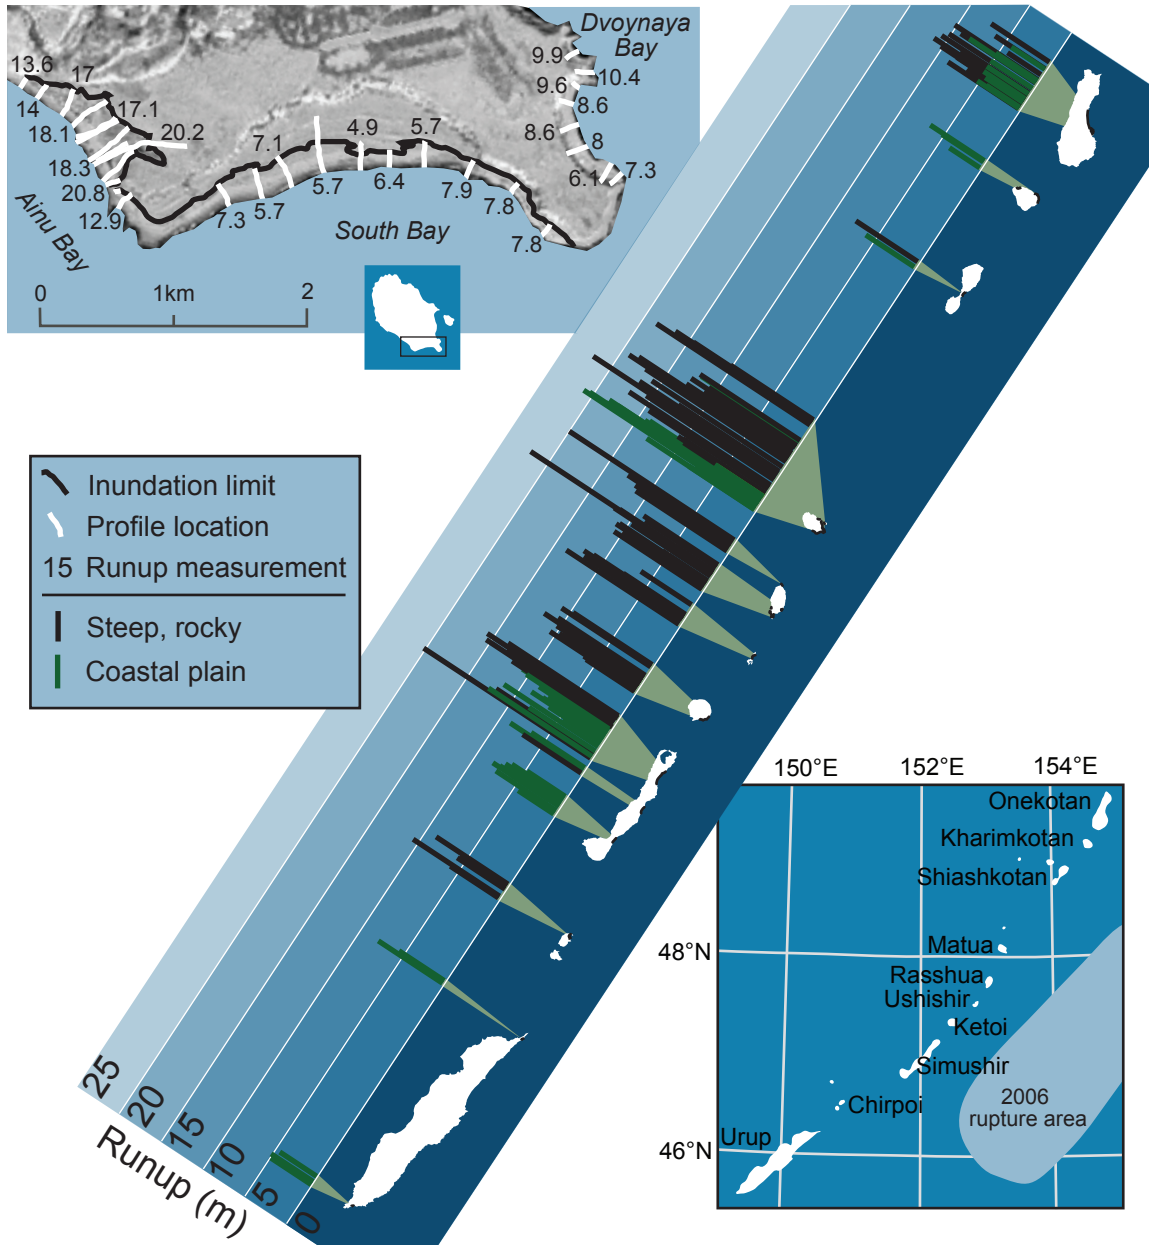 Dvoynaya
Bay
13.6
17
14
17.1
18.1
20.2
18.3
20.8
12.9
7.1
4.9
5.7
7.3
5.7
5.7
6.4
7.9
7.8
7.8
9.9
10.4
9.6
8.6
8.6
8
6.1
7.3
Ainu Bay
South Bay
0
1km
2
Inundation limit
Profile location
15 Runup measurement
Steep, rocky
Coastal plain
25
20
15
10
5
0
Runup (m)
150°E
152°E
154°E
48°N
46°N
Onekotan
Kharimkotan
Shiashkotan
Matua
Rasshua
Ushishir
Ketoi
Simushir
Chirpoi
Urup
2006
rupture area